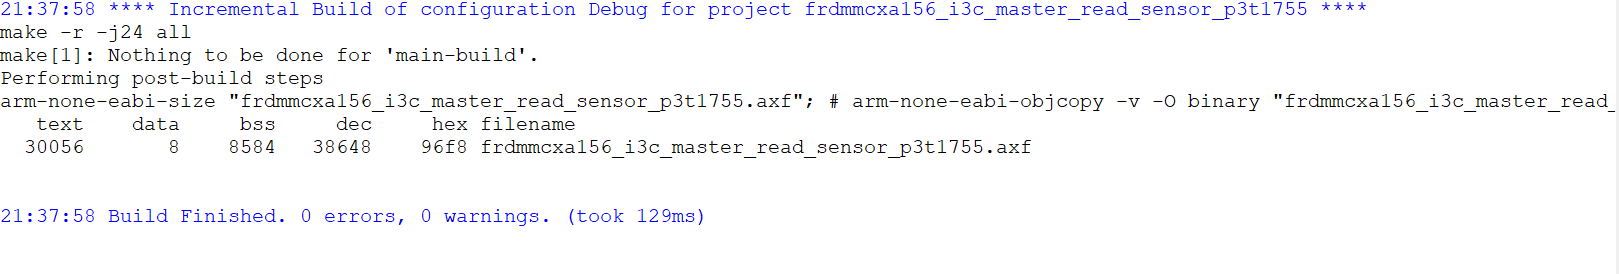 21:37:58 **** Incremental Build of configuration Debug for project frdmmcxa156_i3c_master_read_sensor_p3t1755 ****
make -r -j24 all
make[1]: Nothing to be done for 'main-build'.
Performing post-build steps
arm-none-eabi-size "frdmmcxa156_i3c_master_read_sensor_p3t1755.axf"; # arm-none-eabi-objcopy -v -O binary "frdmmcxa156_i3c_master_read_
   text    data     bss     dec     hex filename
  30056       8    8584   38648    96f8 frdmmcxa156_i3c_master_read_sensor_p3t1755.axf
21:37:58 Build Finished. 0 errors, 0 warnings. (took 129ms)